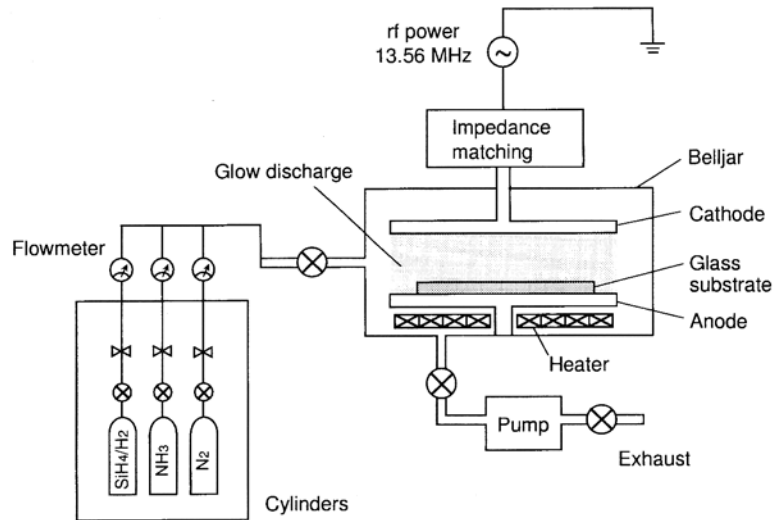 rf power
13.56 MHz
~
Impedance
matching
Belljar
Glow discharge
Cathode
Flowmeter
Glass
substrate
Anode
Heater
SiH4/H2
NH3
N2
Pump
Exhaust
Cylinders